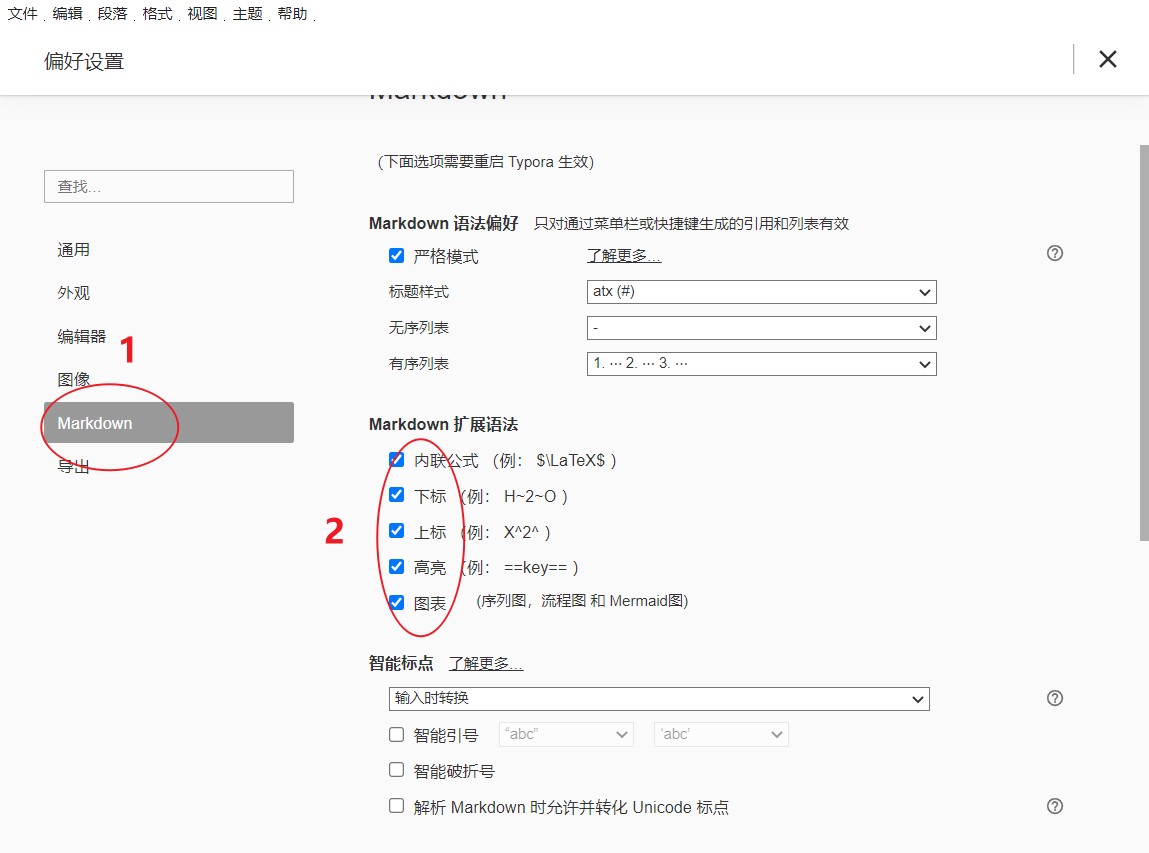 文件 编辑 段落 格式 视图 主题 帮助
偏好设置
Markdown
(下面选项需要重启 Typora 生效)
查找...
通用
外观
编辑器
1
图像
Markdown
导出
Markdown 语法偏好 只对通过菜单栏或快捷键生成的引用和列表有效
严格模式 了解更多...
标题样式 atx (#)
无序列表 -
有序列表 1. ··· 2. ··· 3. ···
Markdown 扩展语法
内联公式 (例： $\LaTeX$ )
下标 (例： H~2~O )
2
上标 (例： X^2^ )
高亮 (例： ==key== )
图表 (序列图，流程图 和 Mermaid图)
智能标点 了解更多...
输入时转换
智能引号 “abc” ‘abc’
智能破折号
解析 Markdown 时允许并转化 Unicode 标点